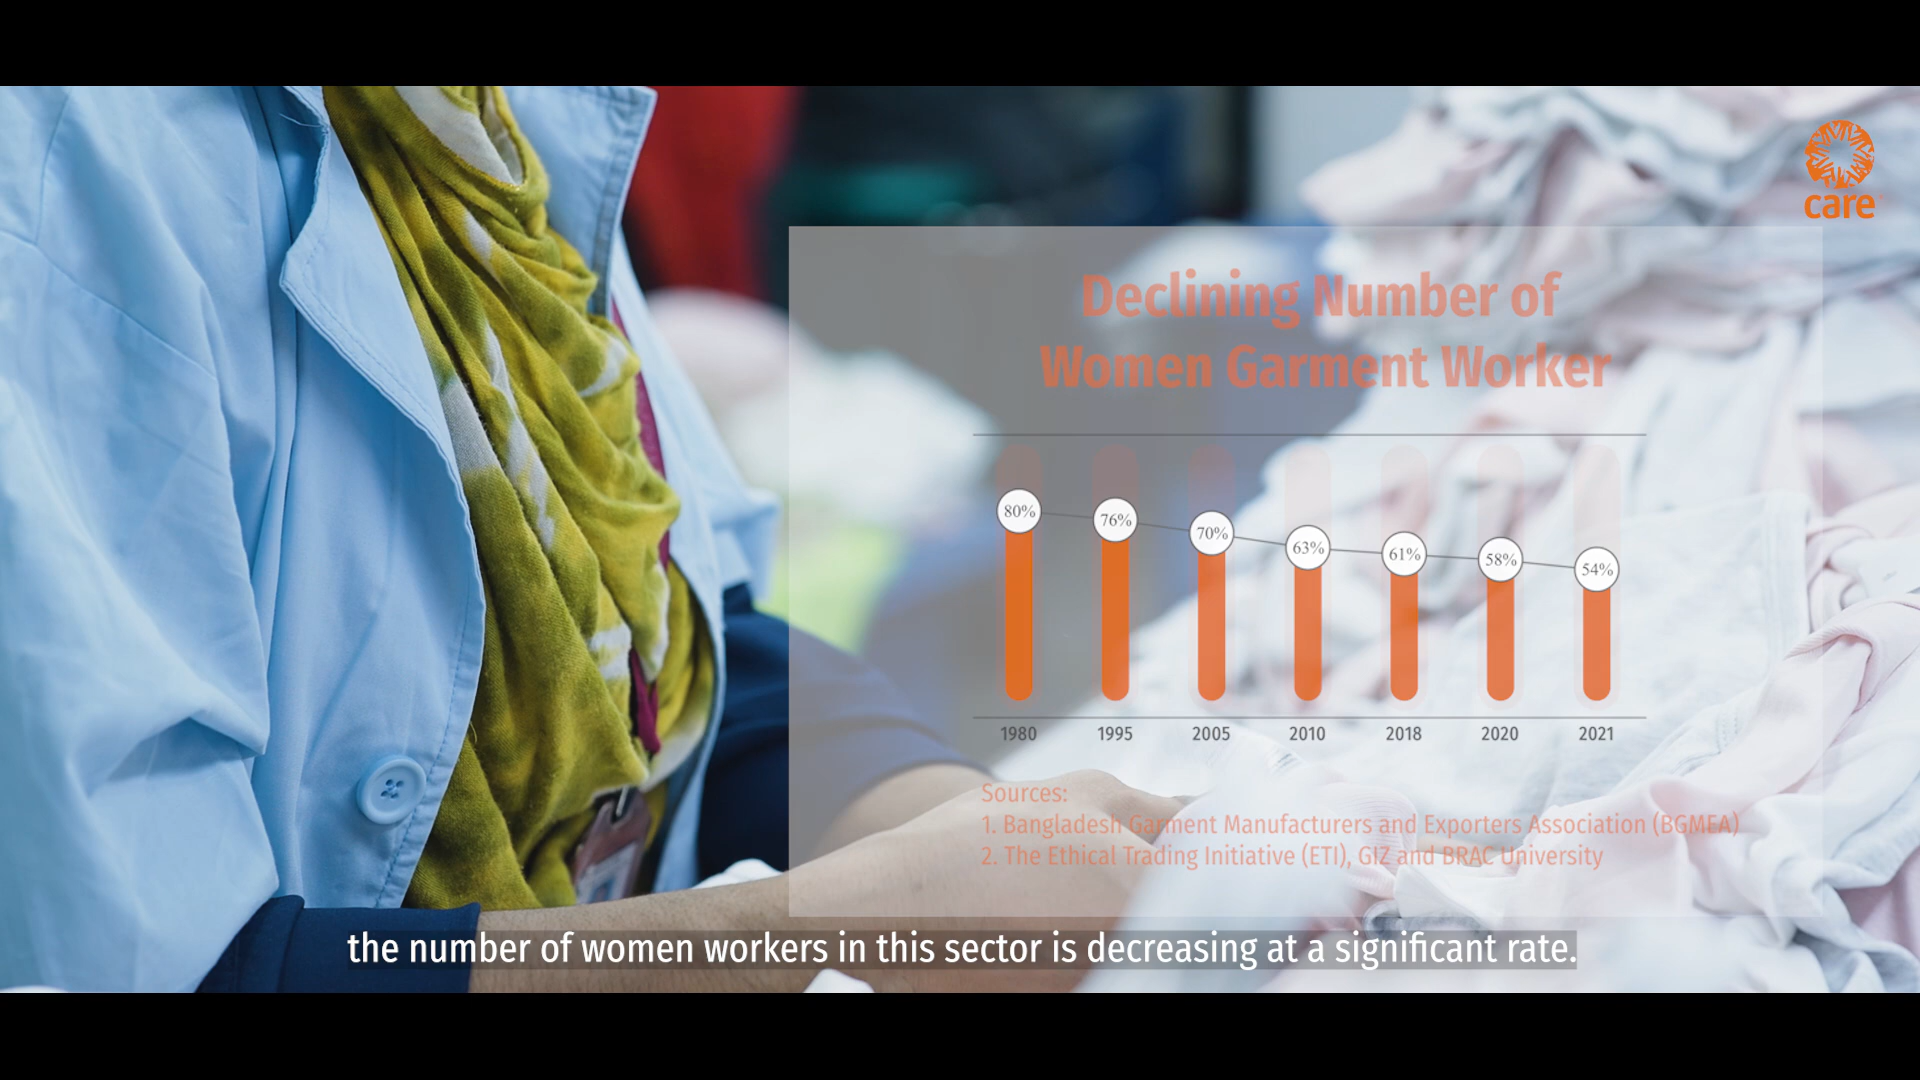 care
Declining Number of
Women Garment Worker
80%
76%
70%
63%
61%
58%
54%
1980 1995 2005 2010 2018 2020 2021
Sources:
1. Bangladesh Garment Manufacturers and Exporters Association (BGMEA)
2. The Ethical Trading Initiative (ETI), GIZ and BRAC University
the number of women workers in this sector is decreasing at a significant rate.